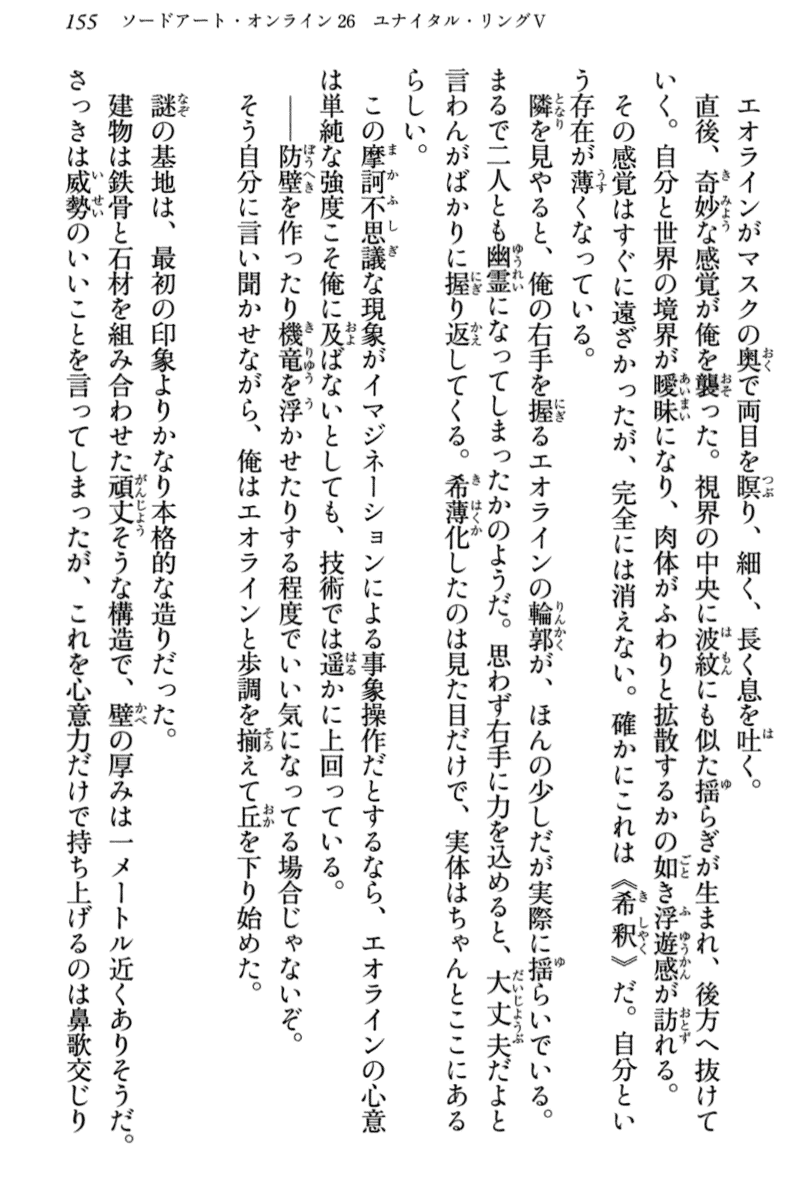 155 ソードアート・オンライン26 ユナイタル・リングⅤ
エオラインがマスクの奥で両目を瞑り、細く、長く息を吐く。
直後、奇妙な感覚が俺を襲った。視界の中央に波紋にも似た揺らぎが生まれ、後方へ抜けて
いく。自分と世界の境界が曖昧になり、肉体がふわりと拡散するかの如き浮遊感が訪れる。
その感覚はすぐに遠ざかったが、完全には消えない。確かにこれは《希釈》だ。自分とい
う存在が薄くなっている。
隣を見やると、俺の右手を握るエオラインの輪郭が、ほんの少しだが実際に揺らいでいる。
まるで二人とも幽霊になってしまったかのようだ。思わず右手に力を込めると、大丈夫だよと
言わんがばかりに握り返してくる。希薄化したのは見た目だけで、実体はちゃんとここにある
らしい。
この摩訶不思議な現象がイマジネーションによる事象操作だとするなら、エオラインの心意
は単純な強度こそ俺に及ばないとしても、技術では遥かに上回っている。
――防壁を作ったり機竜を浮かせたりする程度でいい気になってる場合じゃないぞ。
そう自分に言い聞かせながら、俺はエオラインと歩調を揃えて丘を下り始めた。
謎の基地は、最初の印象よりかなり本格的な造りだった。
建物は鉄骨と石材を組み合わせた頑丈そうな構造で、壁の厚みは一メートル近くありそうだ。
さっきは威勢のいいことを言ってしまったが、これを心意力だけで持ち上げるのは鼻歌交じり